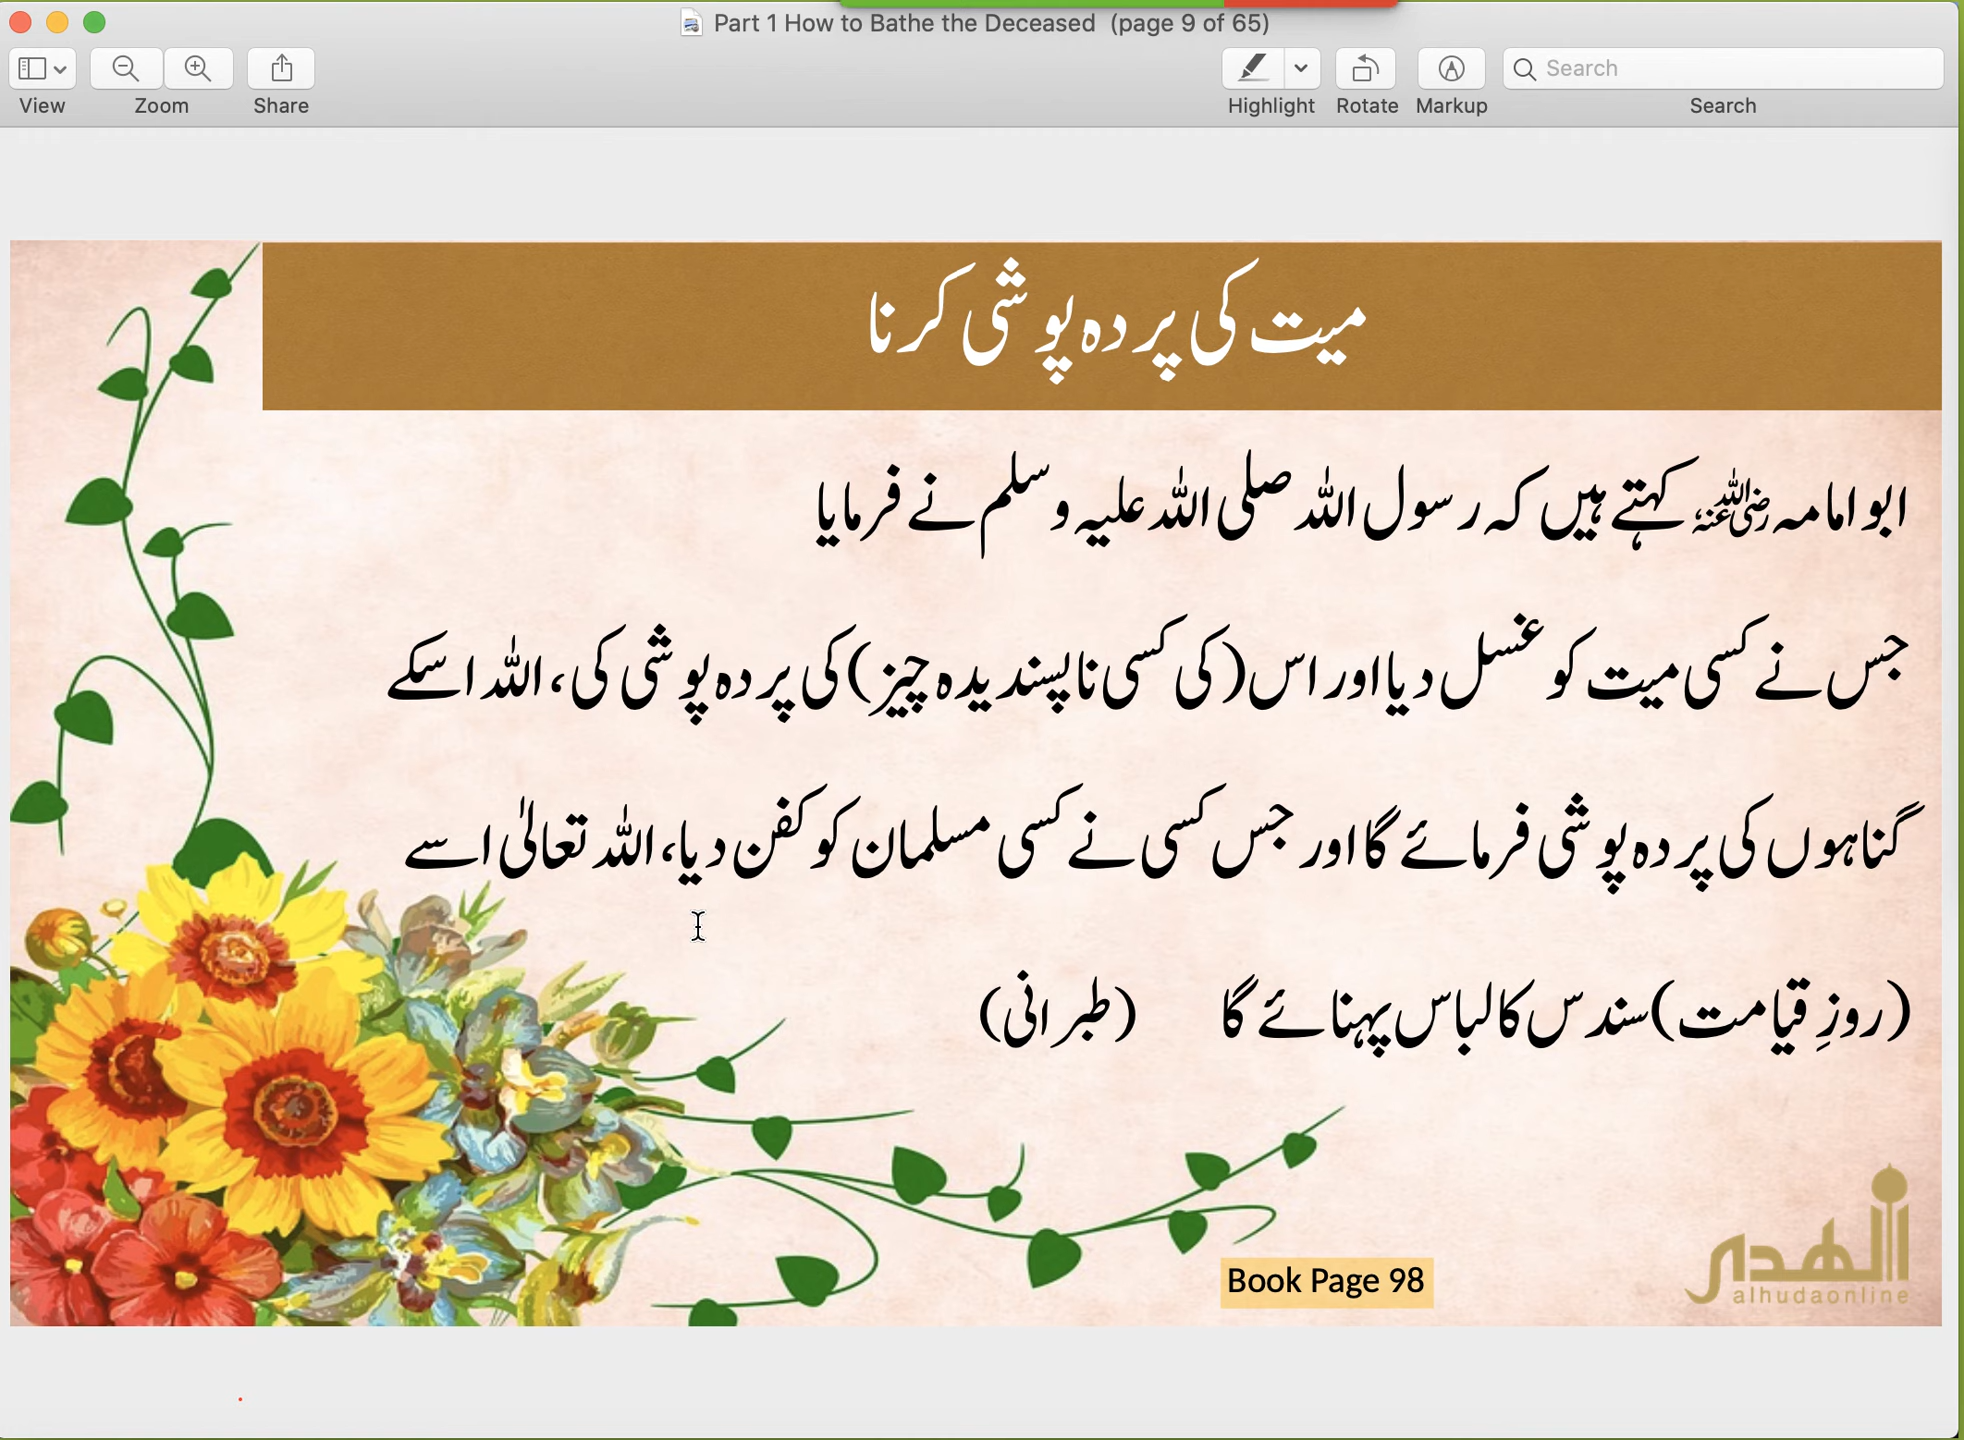 Part 1 How to Bathe the Deceased (page 9 of 65)
View Zoom Share Highlight Rotate Markup Search
Search
میت کی پردہ پوشی کرنا
ابو امامہ رضی اللہ عنہ کہتے ہیں کہ رسول اللہ صلی اللہ علیہ وسلم نے فرمایا
جس نے کسی میت کو غسل دیا اور اس (کی کسی ناپسندیدہ چیز) کی پردہ پوشی کی، اللہ اسکے
گناہوں کی پردہ پوشی فرمائے گا اور جس کسی نے کسی مسلمان کو کفن دیا، اللہ تعالیٰ اسے
(روزِ قیامت) سندس کا لباس پہنائے گا (طبرانی)
Book Page 98
الهدى
alhudaonline